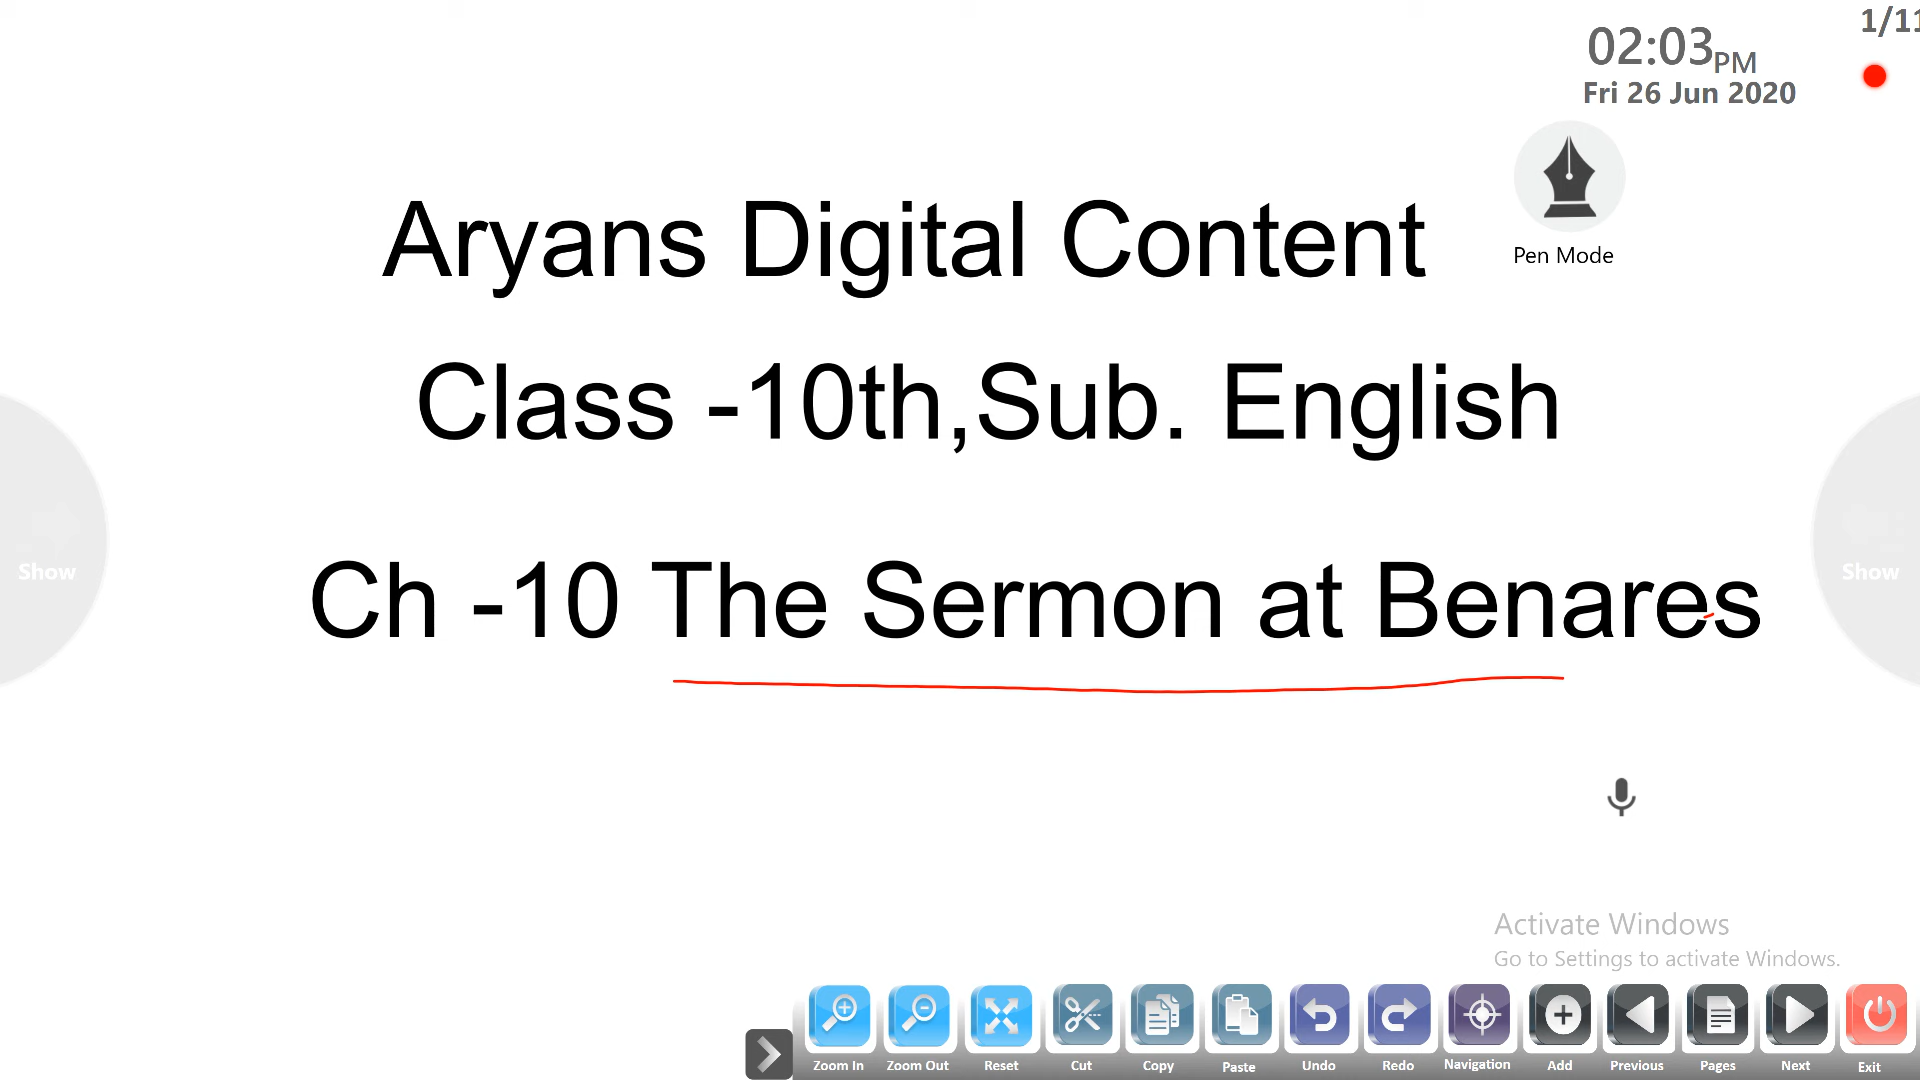 1/11
02:03PM
Fri 26 Jun 2020
Pen Mode
Aryans Digital Content
Class -10th,Sub. English
Ch -10 The Sermon at Benares
Show
Show
Activate Windows
Go to Settings to activate Windows.
Zoom In Zoom Out Reset Cut Copy Paste Undo Redo Navigation Add Previous Pages Next Exit